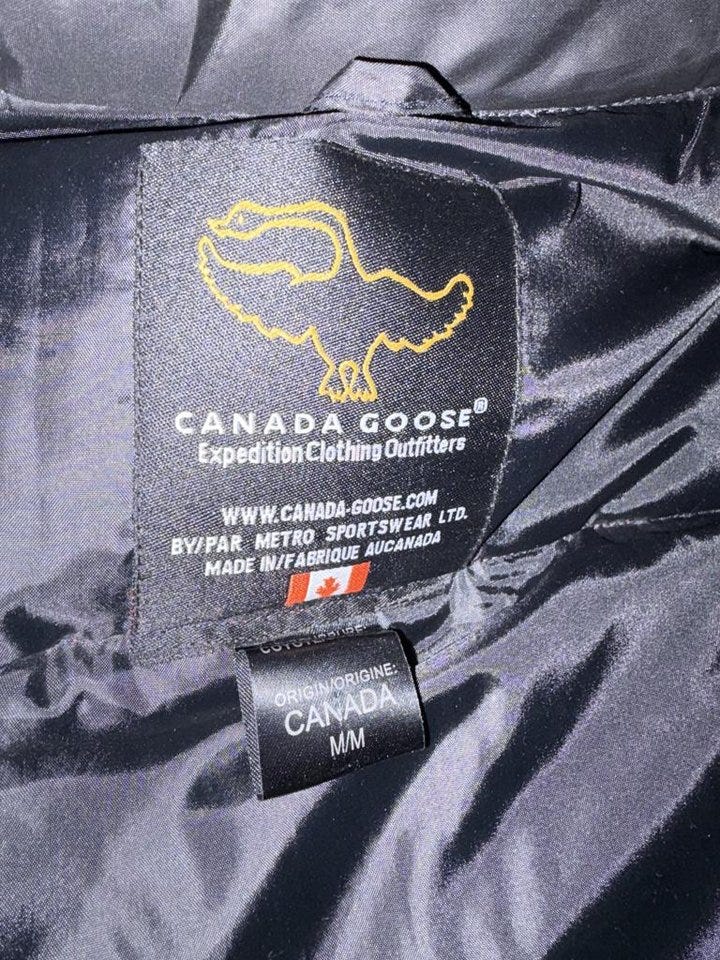 CANADA GOOSE®
Expedition Clothing Outfitters
WWW.CANADA-GOOSE.COM
BY/PAR METRO SPORTSWEAR LTD.
MADE IN/FABRIQUE AUCANADA
ORIGIN/ORIGINE:
CANADA
M/M